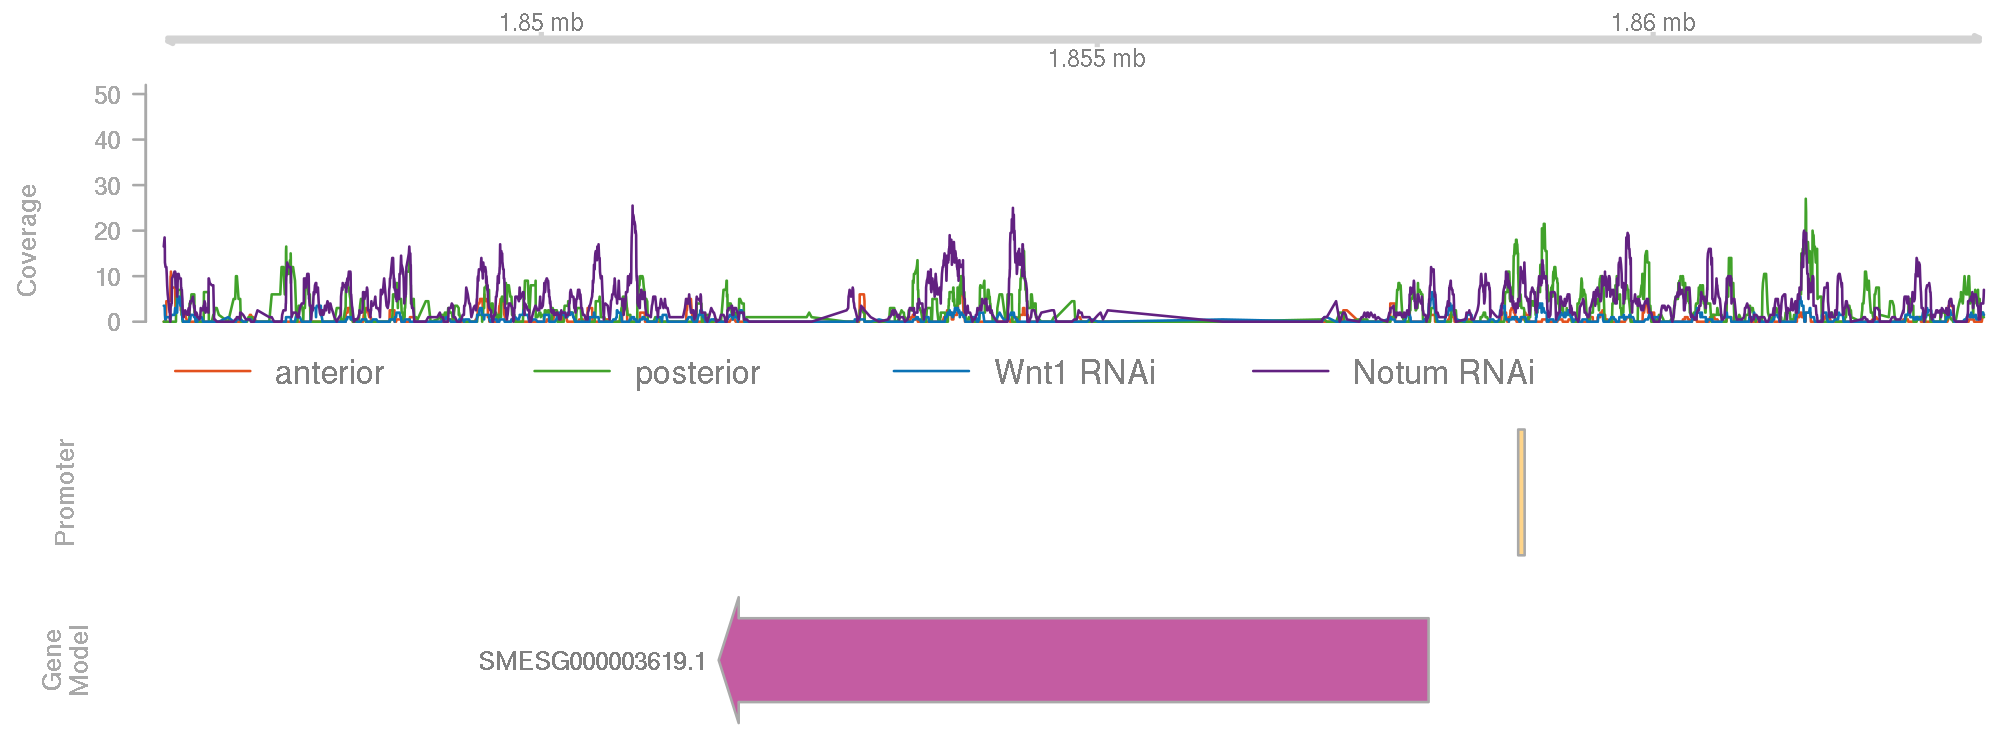 1.85 mb
1.86 mb
1.855 mb
50
40
30
20
10
0
Coverage
anterior
posterior
Wnt1 RNAi
Notum RNAi
Promoter
Gene
Model
SMESG000003619.1